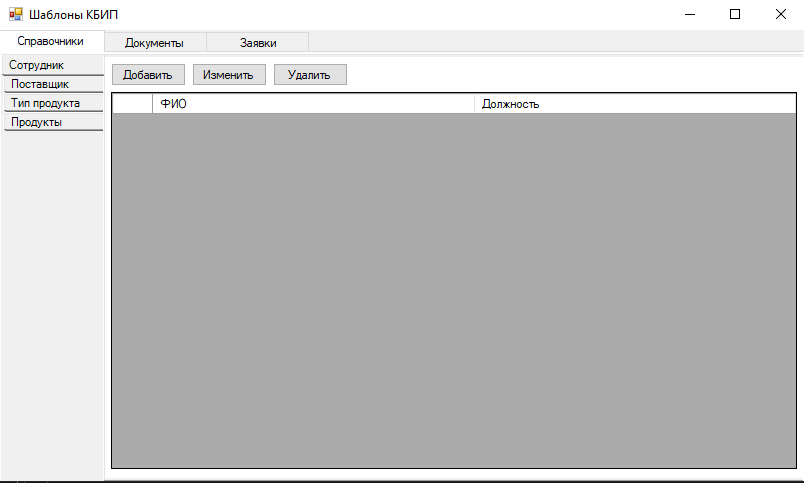 Шаблоны КБИП
Справочники Документы Заявки
Сотрудник
Поставщик
Тип продукта
Продукты
Добавить Изменить Удалить
ФИО Должность